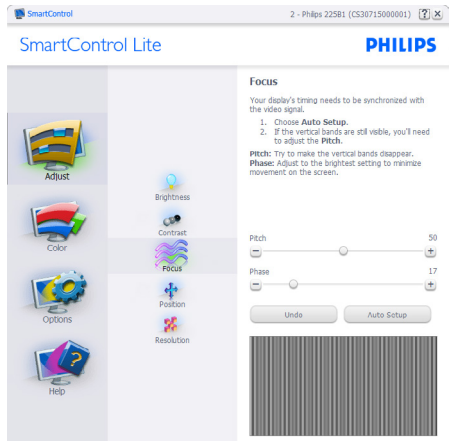 SmartControl
2 - Philips 225B1 (CS30715000001)
SmartControl Lite
PHILIPS
Adjust
Color
Options
Help
Brightness
Contrast
Focus
Position
Resolution
Focus
Your display's timing needs to be synchronized with
the video signal.
1. Choose Auto Setup.
2. If the vertical bands are still visible, you'll need
to adjust the Pitch.
Pitch: Try to make the vertical bands disappear.
Phase: Adjust to the brightest setting to minimize
movement on the screen.
Pitch 50
Phase 17
Undo Auto Setup